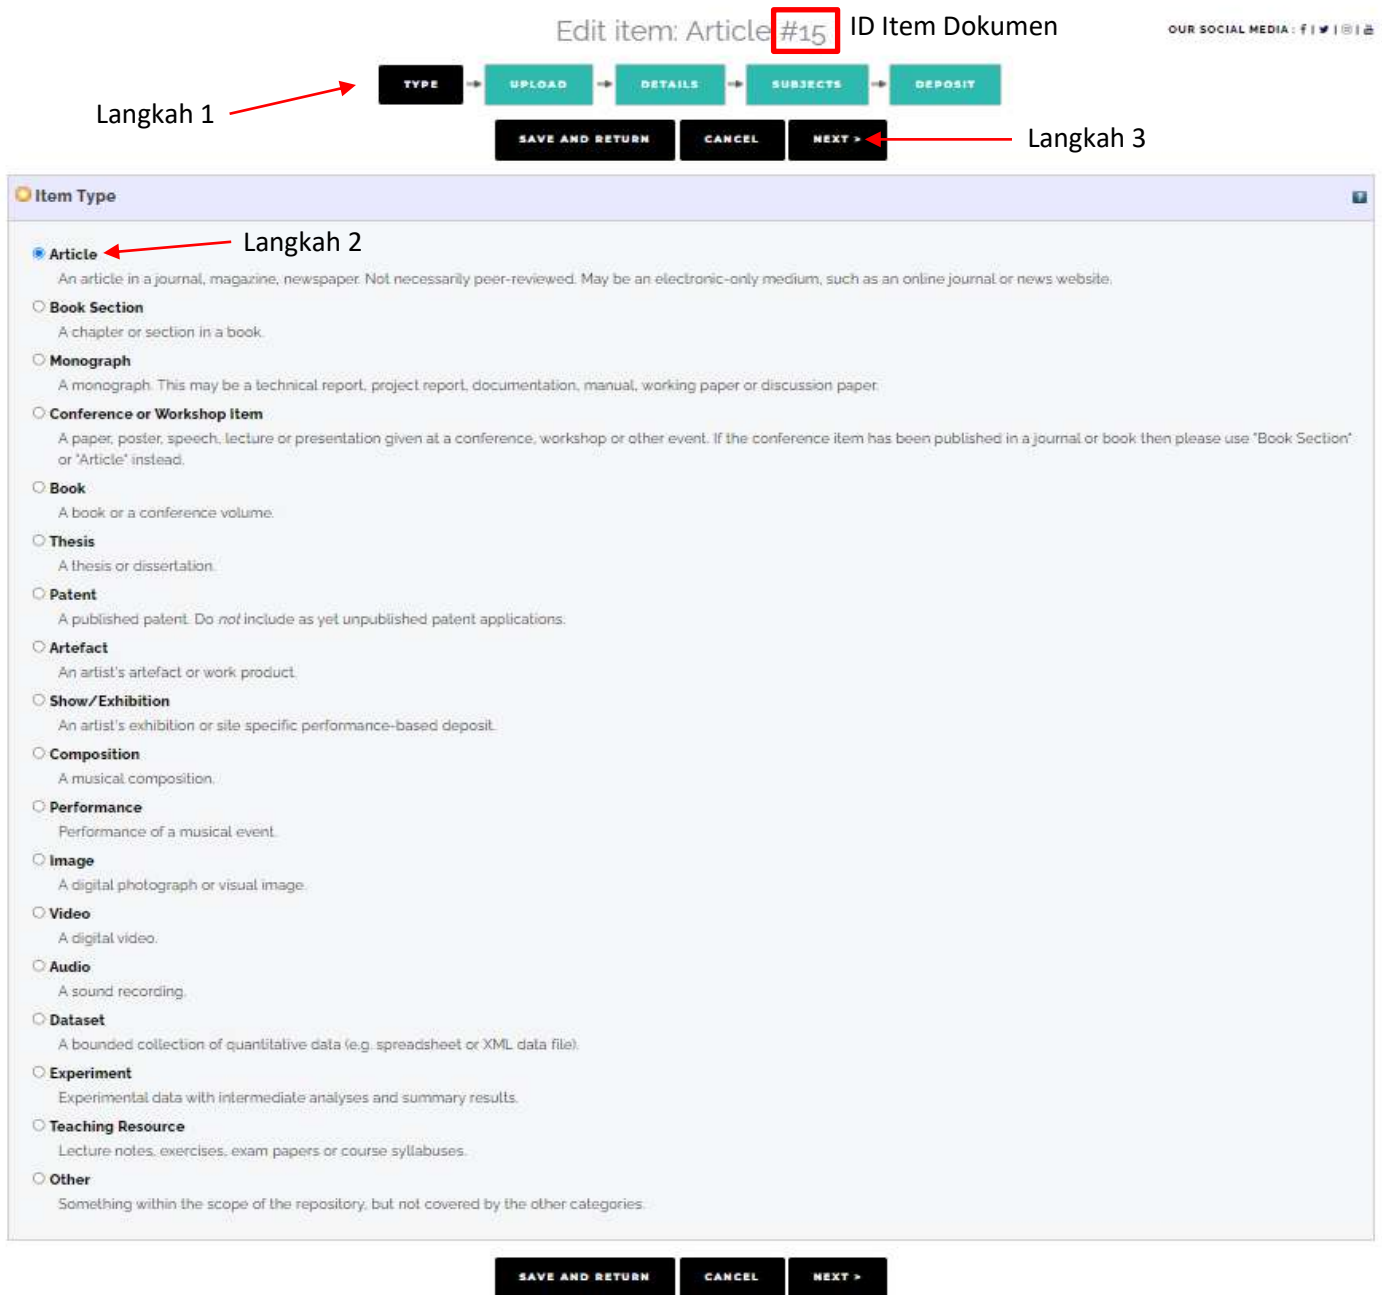 Edit item: Article #15
ID Item Dokumen
OUR SOCIAL MEDIA : f | | |
Langkah 1
TYPE
UPLOAD
DETAILS
SUBJECTS
DEPOSIT
SAVE AND RETURN
CANCEL
NEXT >
Langkah 3
Item Type
?
Langkah 2
Article
An article in a journal, magazine, newspaper. Not necessarily peer-reviewed. May be an electronic-only medium, such as an online journal or news website.
Book Section
A chapter or section in a book.
Monograph
A monograph. This may be a technical report, project report, documentation, manual, working paper or discussion paper.
Conference or Workshop Item
A paper, poster, speech, lecture or presentation given at a conference, workshop or other event. If the conference item has been published in a journal or book then please use "Book Section"
or "Article" instead.
Book
A book or a conference volume.
Thesis
A thesis or dissertation.
Patent
A published patent. Do not include as yet unpublished patent applications.
Artefact
An artist's artefact or work product.
Show/Exhibition
An artist's exhibition or site specific performance-based deposit.
Composition
A musical composition.
Performance
Performance of a musical event.
Image
A digital photograph or visual image.
Video
A digital video.
Audio
A sound recording.
Dataset
A bounded collection of quantitative data (e.g. spreadsheet or XML data file).
Experiment
Experimental data with intermediate analyses and summary results.
Teaching Resource
Lecture notes, exercises, exam papers or course syllabuses.
Other
Something within the scope of the repository, but not covered by the other categories.
SAVE AND RETURN
CANCEL
NEXT >